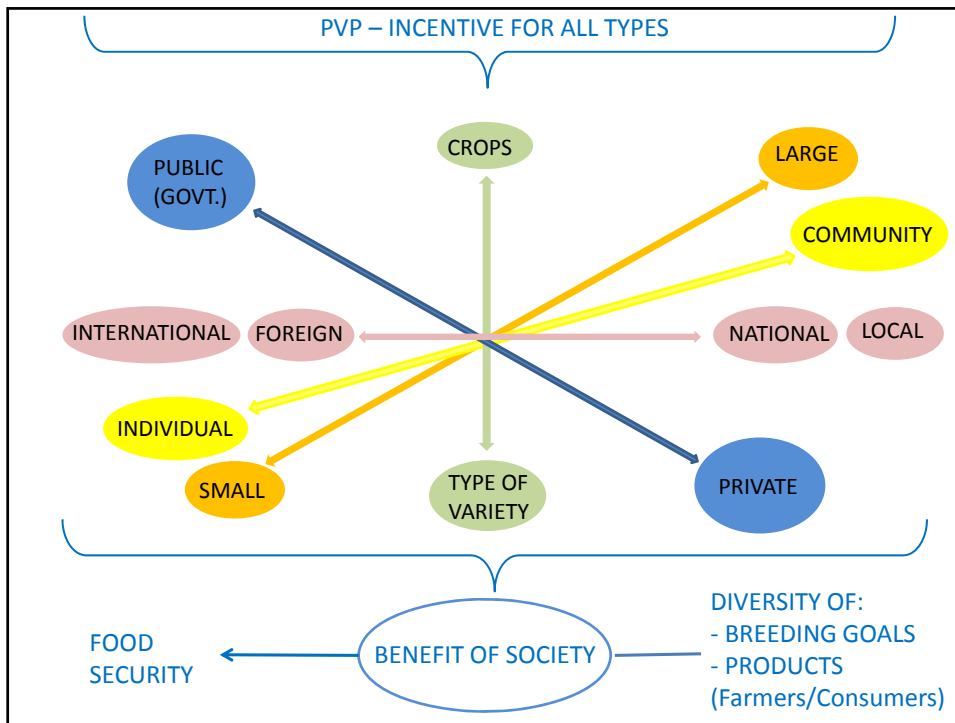 PVP – INCENTIVE FOR ALL TYPES
CROPS
LARGE
PUBLIC
(GOVT.)
COMMUNITY
INTERNATIONAL
FOREIGN
NATIONAL
LOCAL
INDIVIDUAL
SMALL
TYPE OF
VARIETY
PRIVATE
FOOD
SECURITY
BENEFIT OF SOCIETY
DIVERSITY OF:
- BREEDING GOALS
- PRODUCTS
(Farmers/Consumers)